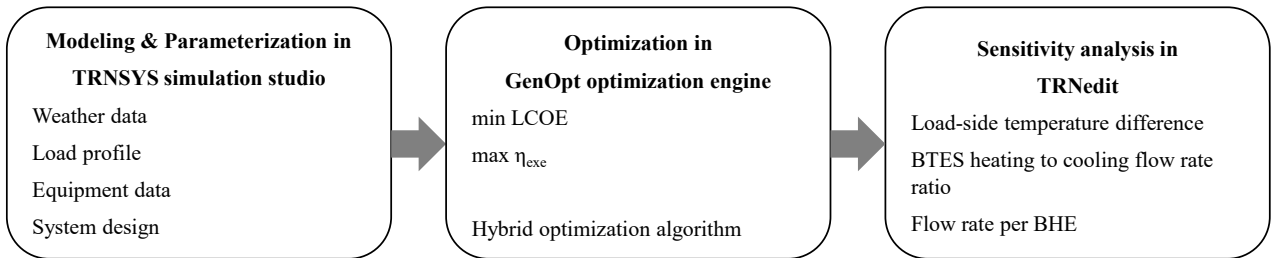 Modeling & Parameterization in
TRNSYS simulation studio
Weather data
Load profile
Equipment data
System design
Optimization in
GenOpt optimization engine
min LCOE
max ηexe
Hybrid optimization algorithm
Sensitivity analysis in
TRNedit
Load-side temperature difference
BTES heating to cooling flow rate
ratio
Flow rate per BHE